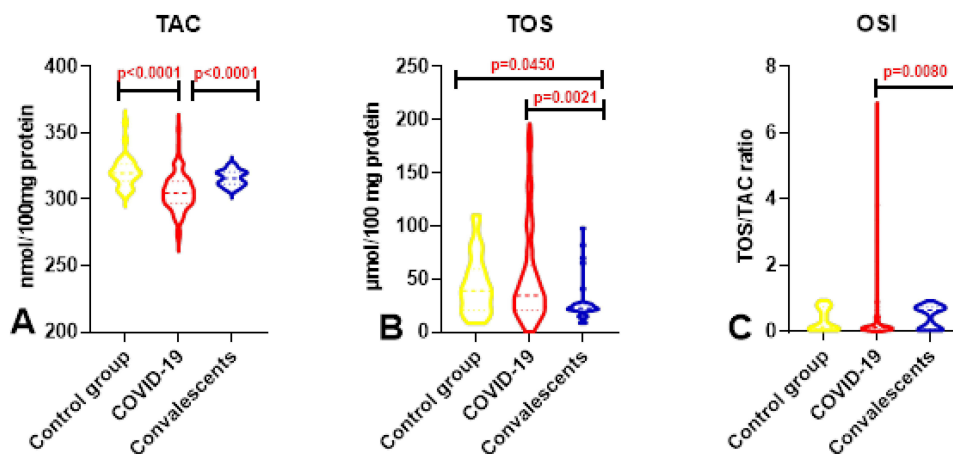 TAC
400
350
300
250
200
nmol/100mg protein
p<0.0001
p<0.0001
A
Control group
COVID-19
Convalescents
TOS
250
200
150
100
50
0
µmol/100 mg protein
p=0.0450
p=0.0021
B
Control group
COVID-19
Convalescents
OSI
8
6
4
2
0
TOS/TAC ratio
p=0.0080
C
Control group
COVID-19
Convalescents